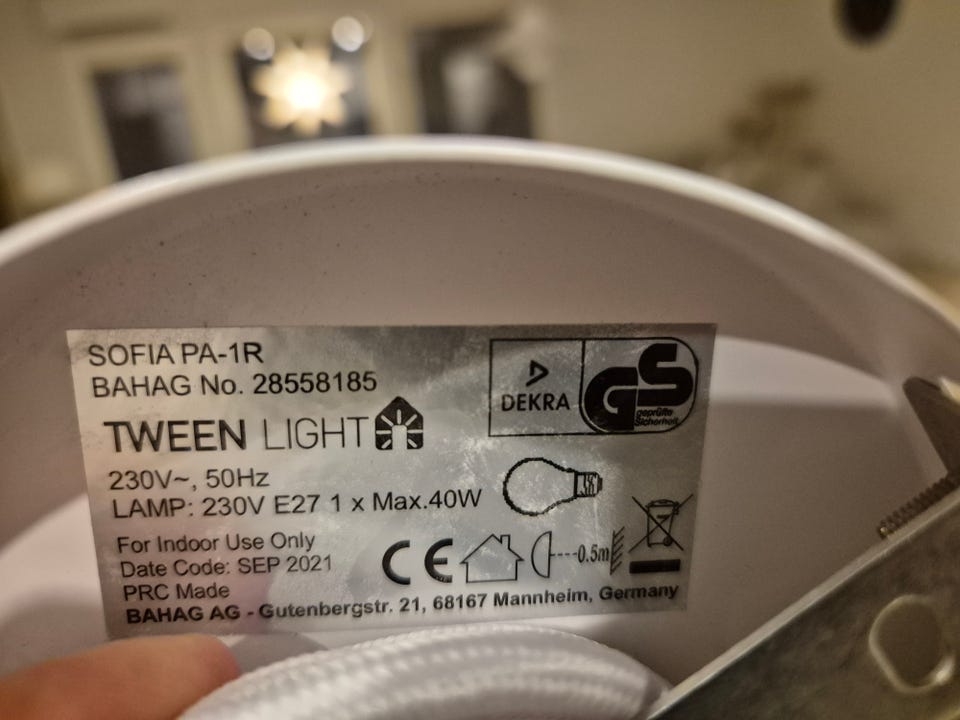 SOFIA PA-1R
BAHAG No. 28558185
TWEEN LIGHT
230V~, 50Hz
LAMP: 230V E27 1 x Max.40W
For Indoor Use Only
Date Code: SEP 2021
PRC Made
BAHAG AG - Gutenbergstr. 21, 68167 Mannheim, Germany
DEKRA
GS
geprüfte
Sicherheit
CE
0.5m